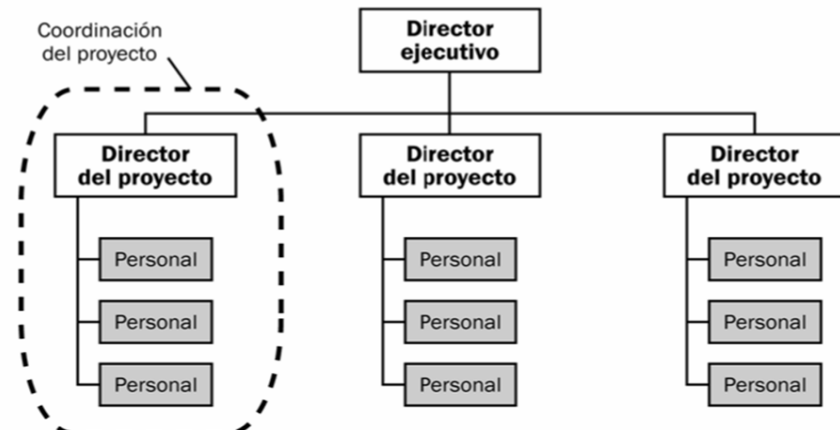 Coordinación
del proyecto
Director
ejecutivo
Director
del proyecto
Director
del proyecto
Director
del proyecto
Personal
Personal
Personal
Personal
Personal
Personal
Personal
Personal
Personal